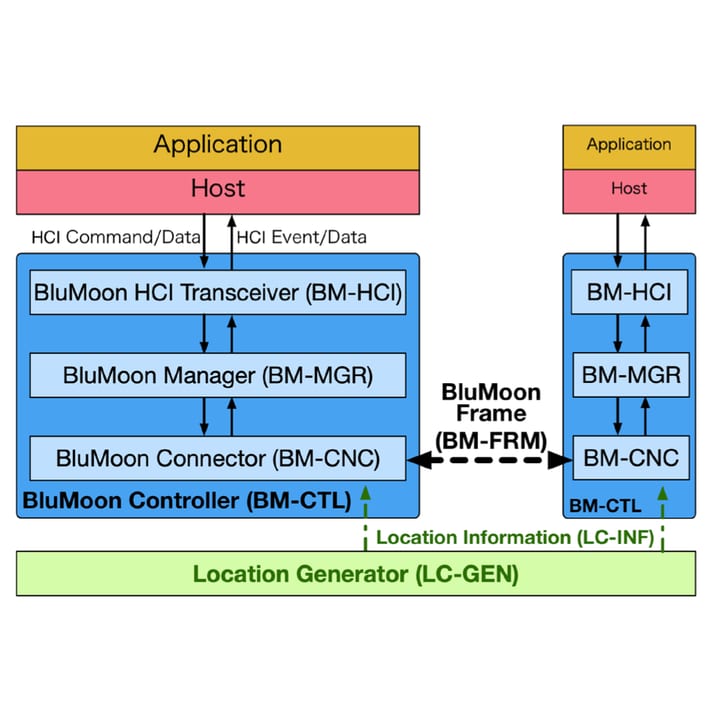 Application
Host
HCI Command/Data
HCI Event/Data
BluMoon HCI Transceiver (BM-HCI)
BluMoon Manager (BM-MGR)
BluMoon Connector (BM-CNC)
BluMoon Controller (BM-CTL)
BluMoon
Frame
(BM-FRM)
Application
Host
BM-HCI
BM-MGR
BM-CNC
BM-CTL
Location Information (LC-INF)
Location Generator (LC-GEN)